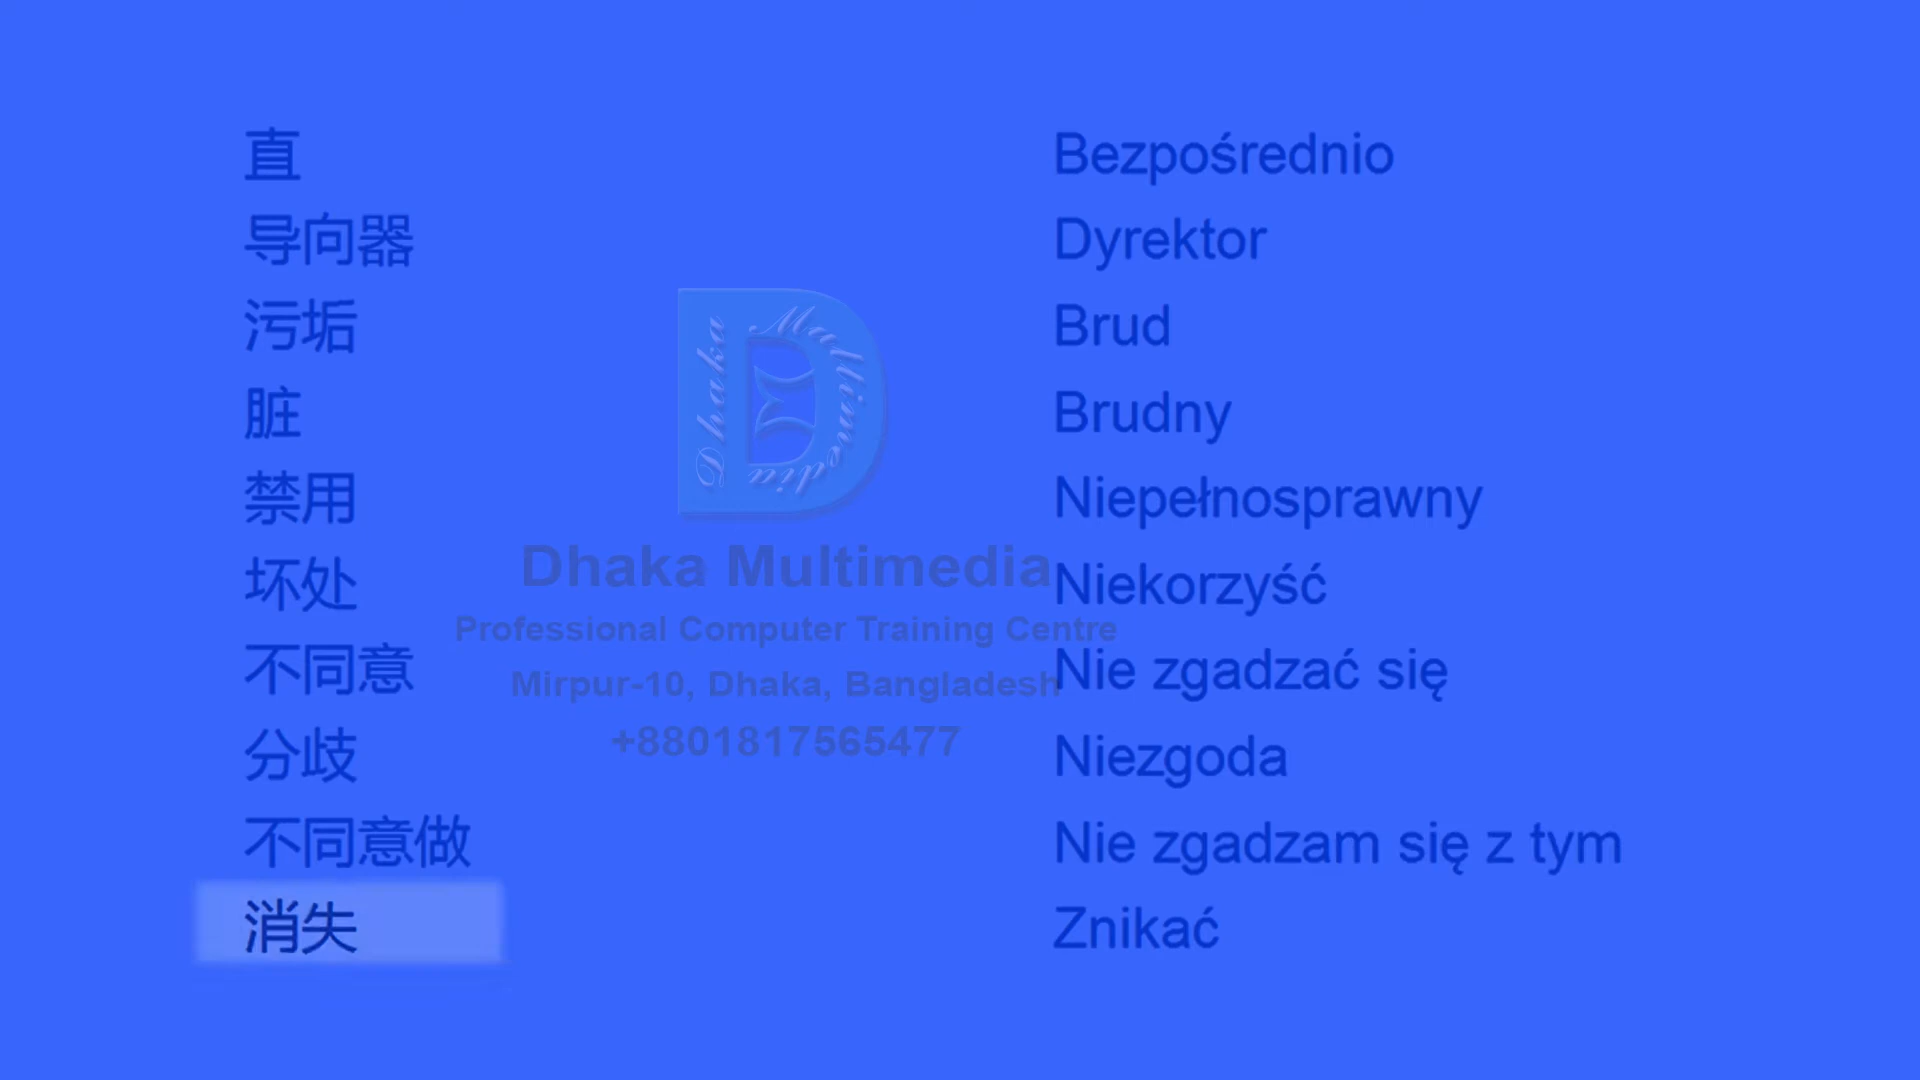 直 Bezpośrednio
导向器 Dyrektor
污垢 Brud
脏 Brudny
禁用 Niepełnosprawny
坏处 Niekorzyść
不同意 Nie zgadzać się
分歧 Niezgoda
不同意做 Nie zgadzam się z tym
消失 Znikać
Dhaka Multimedia
Dhaka Multimedia
Professional Computer Training Centre
Mirpur-10, Dhaka, Bangladesh
+8801817565477